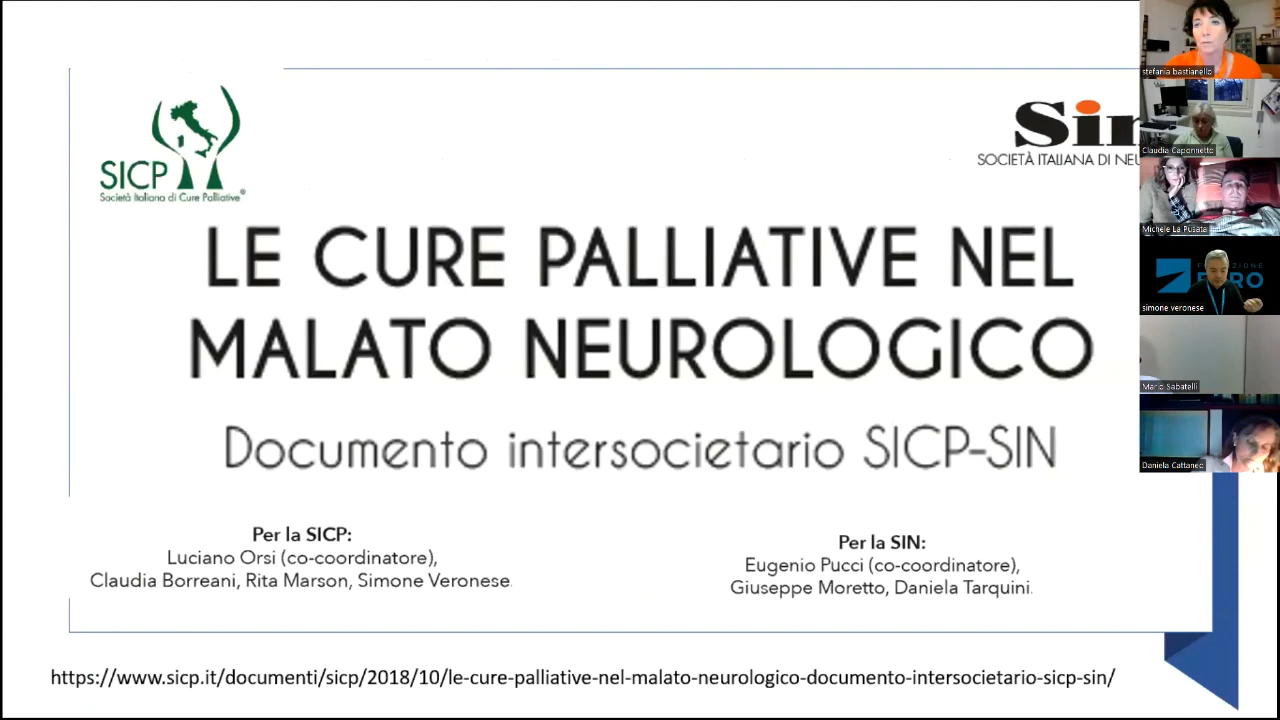 SICP
Società Italiana di Cure Palliative®
Sin
SOCIETÀ ITALIANA DI NEU
LE CURE PALLIATIVE NEL
MALATO NEUROLOGICO
Documento intersocietario SICP-SIN
Per la SICP:
Luciano Orsi (co-coordinatore),
Claudia Borreani, Rita Marson, Simone Veronese.
Per la SIN:
Eugenio Pucci (co-coordinatore),
Giuseppe Moretto, Daniela Tarquini.
https://www.sicp.it/documenti/sicp/2018/10/le-cure-palliative-nel-malato-neurologico-documento-intersocietario-sicp-sin/
stefania bastianello
Claudia Caponnetto
Michele La Pusata
simone veronese
Mario Sabatelli
Daniela Cattaneo